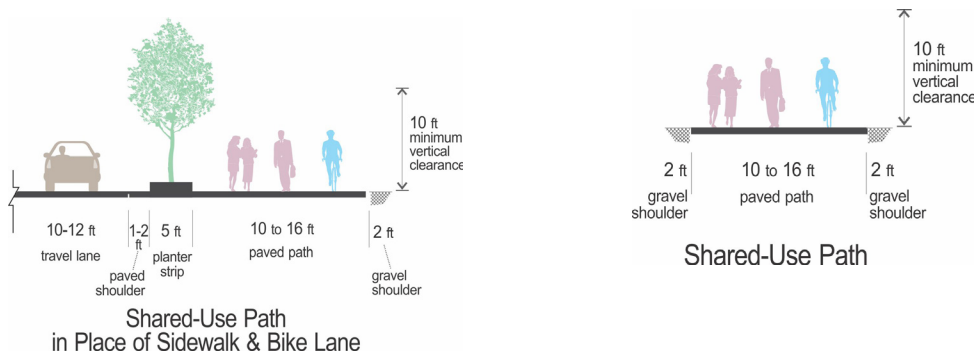 10 ft
minimum
vertical
clearance
10-12 ft
travel lane
1-2
ft
paved
shoulder
5 ft
planter
strip
10 to 16 ft
paved path
2 ft
gravel
shoulder
Shared-Use Path
in Place of Sidewalk & Bike Lane
10 ft
minimum
vertical
clearance
2 ft
gravel
shoulder
10 to 16 ft
paved path
2 ft
gravel
shoulder
Shared-Use Path